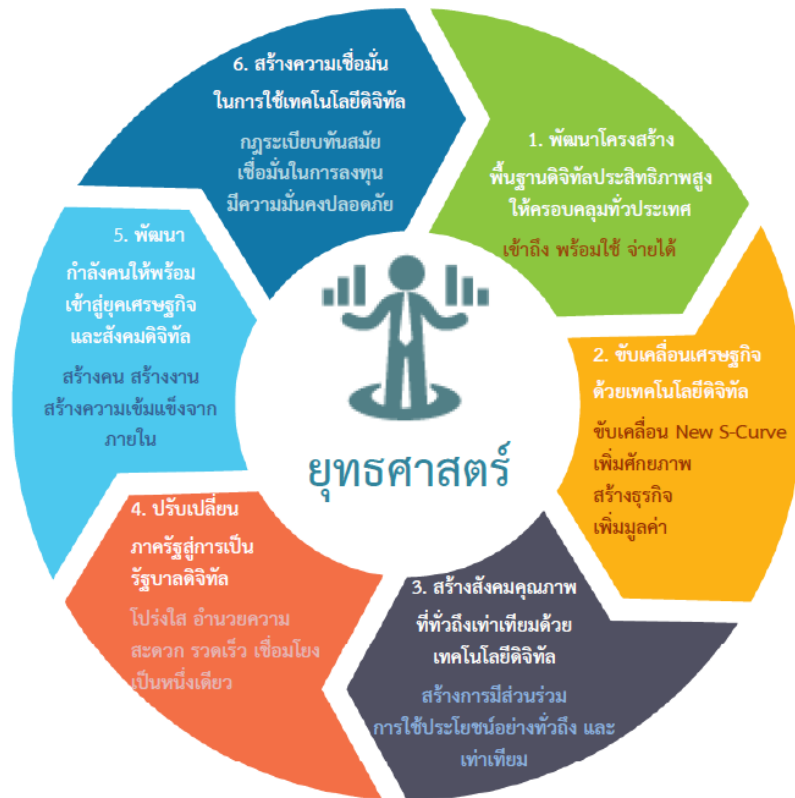 ยุทธศาสตร์
1. พัฒนาโครงสร้าง
พื้นฐานดิจิทัลประสิทธิภาพสูง
ให้ครอบคลุมทั่วประเทศ
เข้าถึง พร้อมใช้ จ่ายได้
2. ขับเคลื่อนเศรษฐกิจ
ด้วยเทคโนโลยีดิจิทัล
ขับเคลื่อน New S-Curve
เพิ่มศักยภาพ
สร้างธุรกิจ
เพิ่มมูลค่า
3. สร้างสังคมคุณภาพ
ที่ทั่วถึงเท่าเทียมด้วย
เทคโนโลยีดิจิทัล
สร้างการมีส่วนร่วม
การใช้ประโยชน์อย่างทั่วถึง และ
เท่าเทียม
4. ปรับเปลี่ยน
ภาครัฐสู่การเป็น
รัฐบาลดิจิทัล
โปร่งใส อำนวยความ
สะดวก รวดเร็ว เชื่อมโยง
เป็นหนึ่งเดียว
5. พัฒนา
กำลังคนให้พร้อม
เข้าสู่ยุคเศรษฐกิจ
และสังคมดิจิทัล
สร้างคน สร้างงาน
สร้างความเข้มแข็งจาก
ภายใน
6. สร้างความเชื่อมั่น
ในการใช้เทคโนโลยีดิจิทัล
กฎระเบียบทันสมัย
เชื่อมั่นในการลงทุน
มีความมั่นคงปลอดภัย